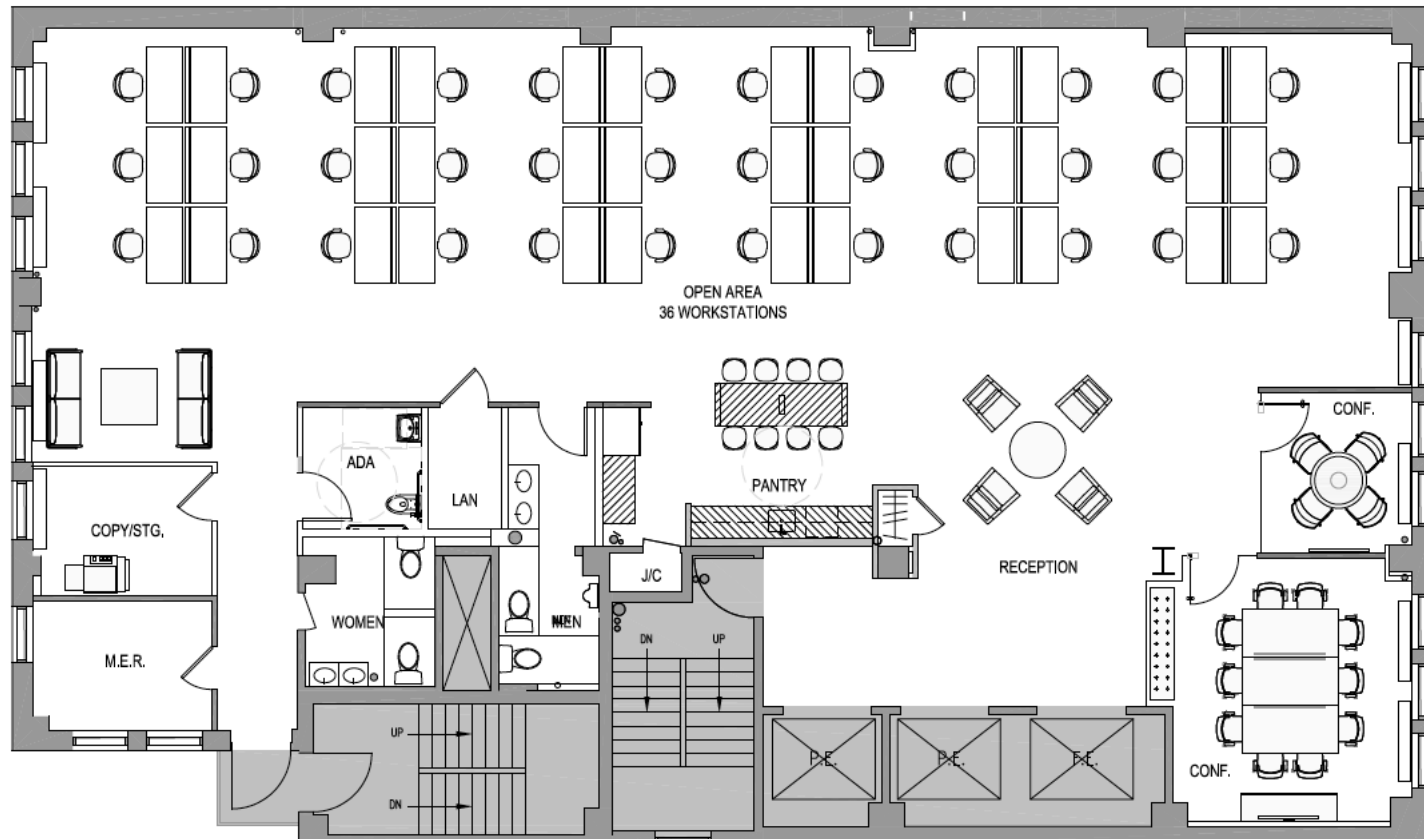 OPEN AREA
36 WORKSTATIONS
CONF.
ADA
LAN
PANTRY
COPY/STG.
RECEPTION
J/C
WOMEN
MEN
DN
UP
M.E.R.
UP
DN
P.E.
P.E.
F.E.
CONF.